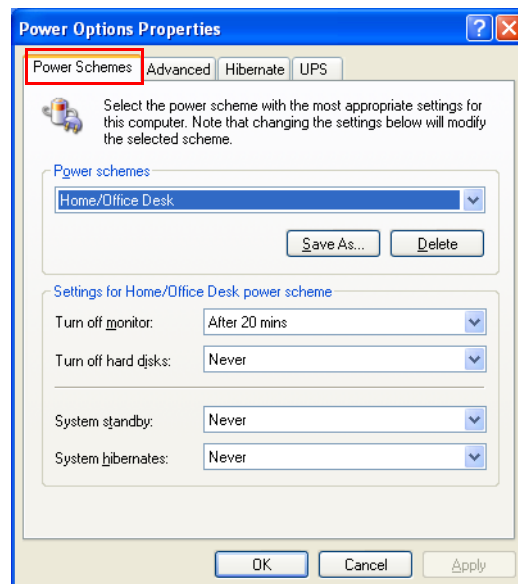 Power Options Properties
Power Schemes Advanced Hibernate UPS
Select the power scheme with the most appropriate settings for
this computer. Note that changing the settings below will modify
the selected scheme.
Power schemes
Home/Office Desk
Save As... Delete
Settings for Home/Office Desk power scheme
Turn off monitor: After 20 mins
Turn off hard disks: Never
System standby: Never
System hibernates: Never
OK Cancel Apply